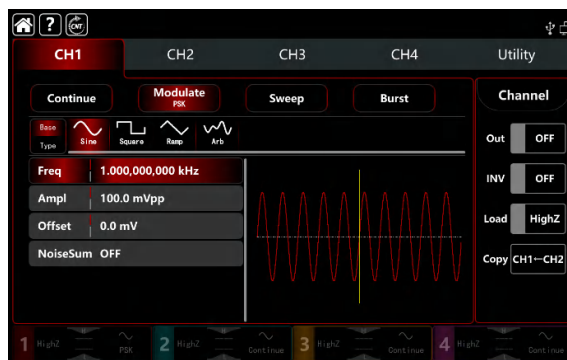 ? CNT
CH1 CH2 CH3 CH4 Utility
Continue Modulate PSK Sweep Burst Channel
Base Type Sine Square Ramp Arb
Out OFF
Freq 1.000,000,000 kHz
INV OFF
Ampl 100.0 mVpp
Offset 0.0 mV
Load HighZ
NoiseSum OFF
Copy CH1←CH2
1 HighZ PSK 2 HighZ Continue 3 HighZ Continue 4 HighZ Continue